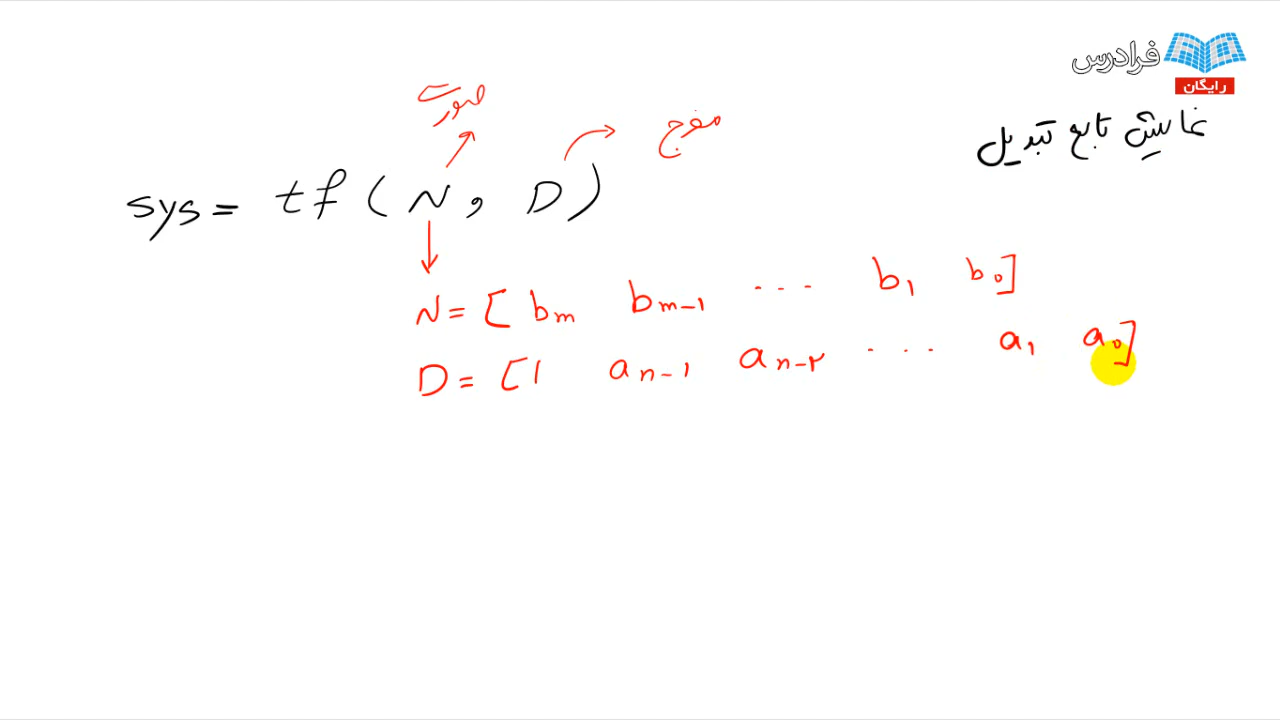 فرادرس
رایگان
نمایش تابع تبدیل
صورت
مخرج
sys = tf ( N , D )
N = [ bm bm-1 ... b1 b0 ]
D = [ 1 an-1 an-۲ ... a1 a0 ]